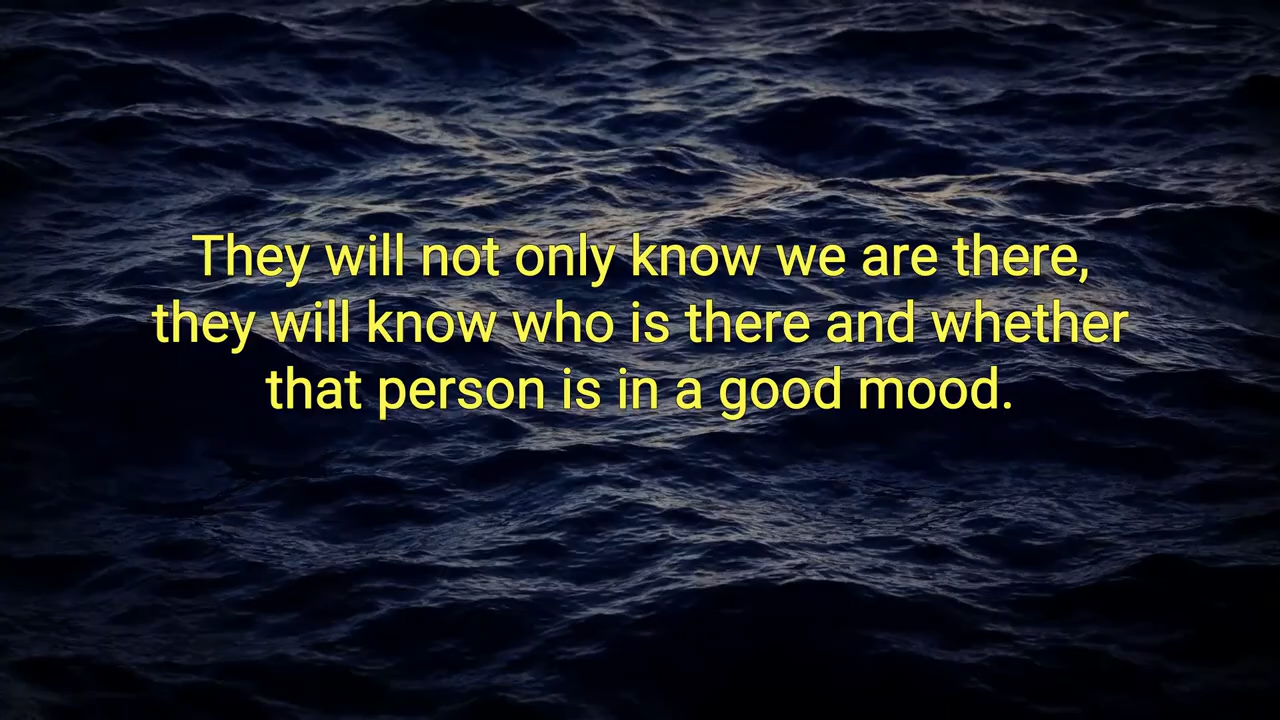 They will not only know we are there,
they will know who is there and whether
that person is in a good mood.